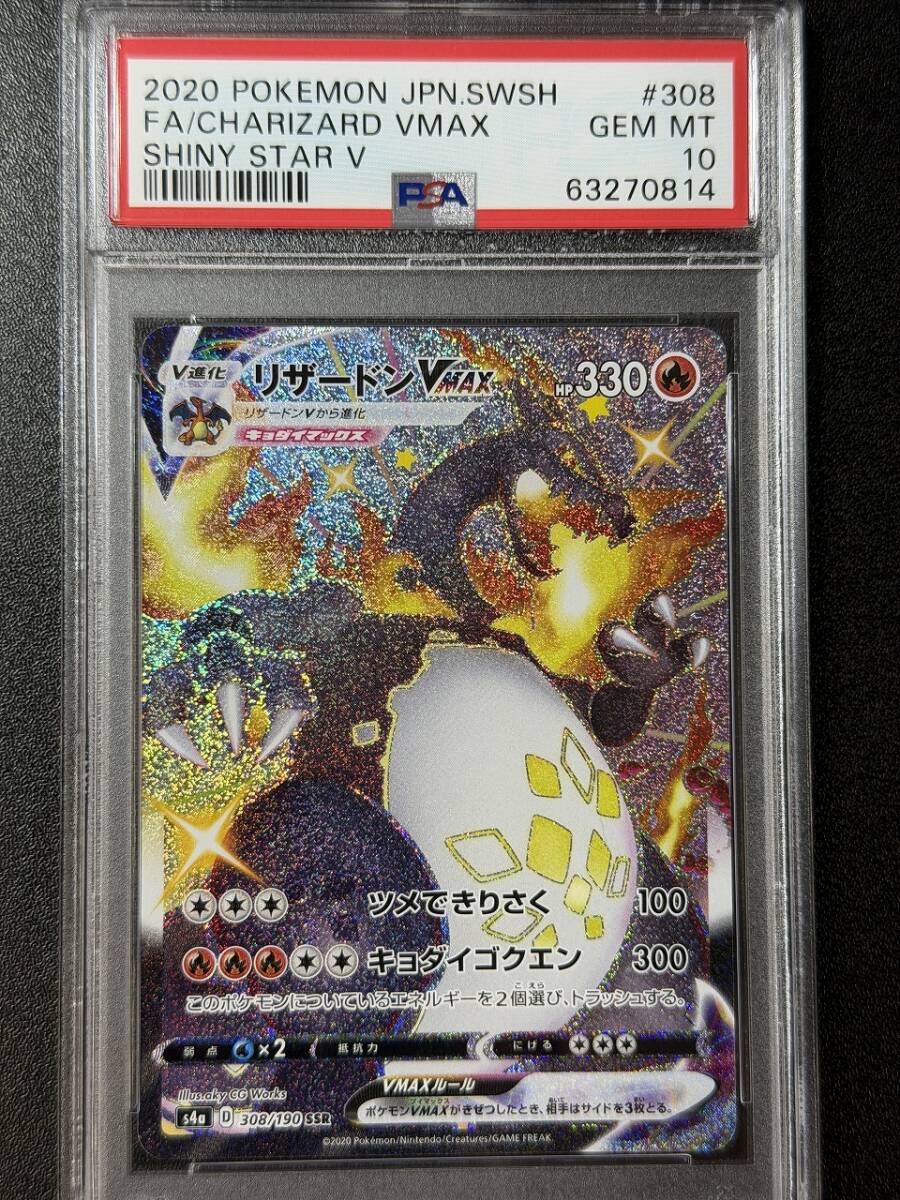 2020 POKEMON JPN.SWSH #308
FA/CHARIZARD VMAX GEM MT
SHINY STAR V 10
PSA 63270814
V進化 リザードンVMAX HP330
リザードンVから進化
キョダイマックス
ツメできりさく 100
キョダイゴクエン 300
このポケモンについているエネルギーを2個選び、トラッシュする。
弱点 ×2 抵抗力 にげる
VMAXルール
ポケモンVMAXがきぜつしたとき、相手はサイドを3枚とる。
Illus.aky CG Works
s4a D 308/190 SSR
©2020 Pokémon/Nintendo/Creatures/GAME FREAK